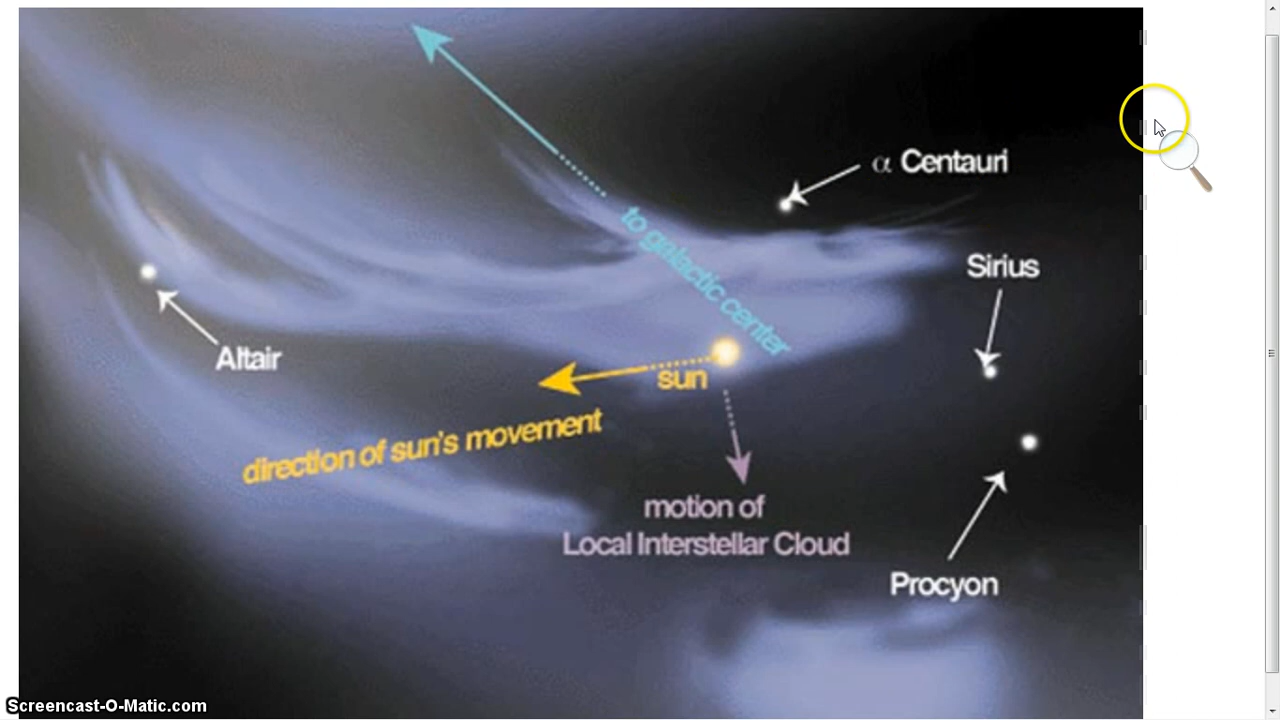 α Centauri
to galactic center
Sirius
Altair
sun
direction of sun's movement
motion of
Local Interstellar Cloud
Procyon
Screencast-O-Matic.com